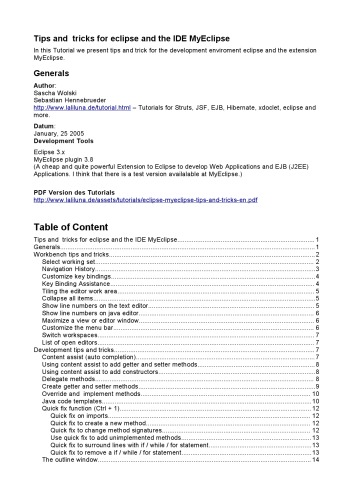 Tips and  tricks for eclipse and the IDE MyEclipse
In this Tutorial we present tips and trick for the development enviroment eclipse and the extension
MyEclipse.
Generals
Author:
Sascha Wolski
Sebastian Hennebrueder
http://www.laliluna.de/tutorial.html – Tutorials for Struts, JSF, EJB, Hibernate, xdoclet, eclipse and
more.
Datum:
January, 25 2005
Development Tools
Eclipse 3.x
MyEclipse plugin 3.8
(A cheap and quite powerful Extension to Eclipse to develop Web Applications and EJB (J2EE)
Applications. I think that there is a test version availalable at MyEclipse.)
PDF Version des Tutorials
http://www.laliluna.de/assets/tutorials/eclipse-myeclipse-tips-and-tricks-en.pdf
Table of Content
Tips and  tricks for eclipse and the IDE MyEclipse.......... 1
Generals.......... 1
Workbench tips and tricks.......... 2
Select working set.......... 2
Navigation History.......... 3
Customize key bindings.......... 4
Key Binding Assistance.......... 4
Tiling the editor work area.......... 5
Collapse all items.......... 5
Show line numbers on the text editor.......... 5
Show line numbers on java editor.......... 6
Maximize a view or editor window.......... 6
Customize the menu bar.......... 6
Switch workspaces.......... 7
List of open editors.......... 7
Development tips and tricks.......... 7
Content assist (auto completion).......... 7
Using content assist to add getter and setter methods.......... 8
Using content assist to add constructors.......... 8
Delegate methods.......... 8
Create getter and setter methods.......... 9
Override and  implement methods.......... 10
Java code templates.......... 10
Quick fix function (Ctrl + 1).......... 12
Quick fix on imports.......... 12
Quick fix to create a new method.......... 12
Quick fix to change method signatures.......... 12
Use quick fix to add unimplemented methods.......... 13
Quick fix to surround lines with if / while / for statement.......... 13
Quick fix to remove a if / while / for statement.......... 13
The outline window.......... 14